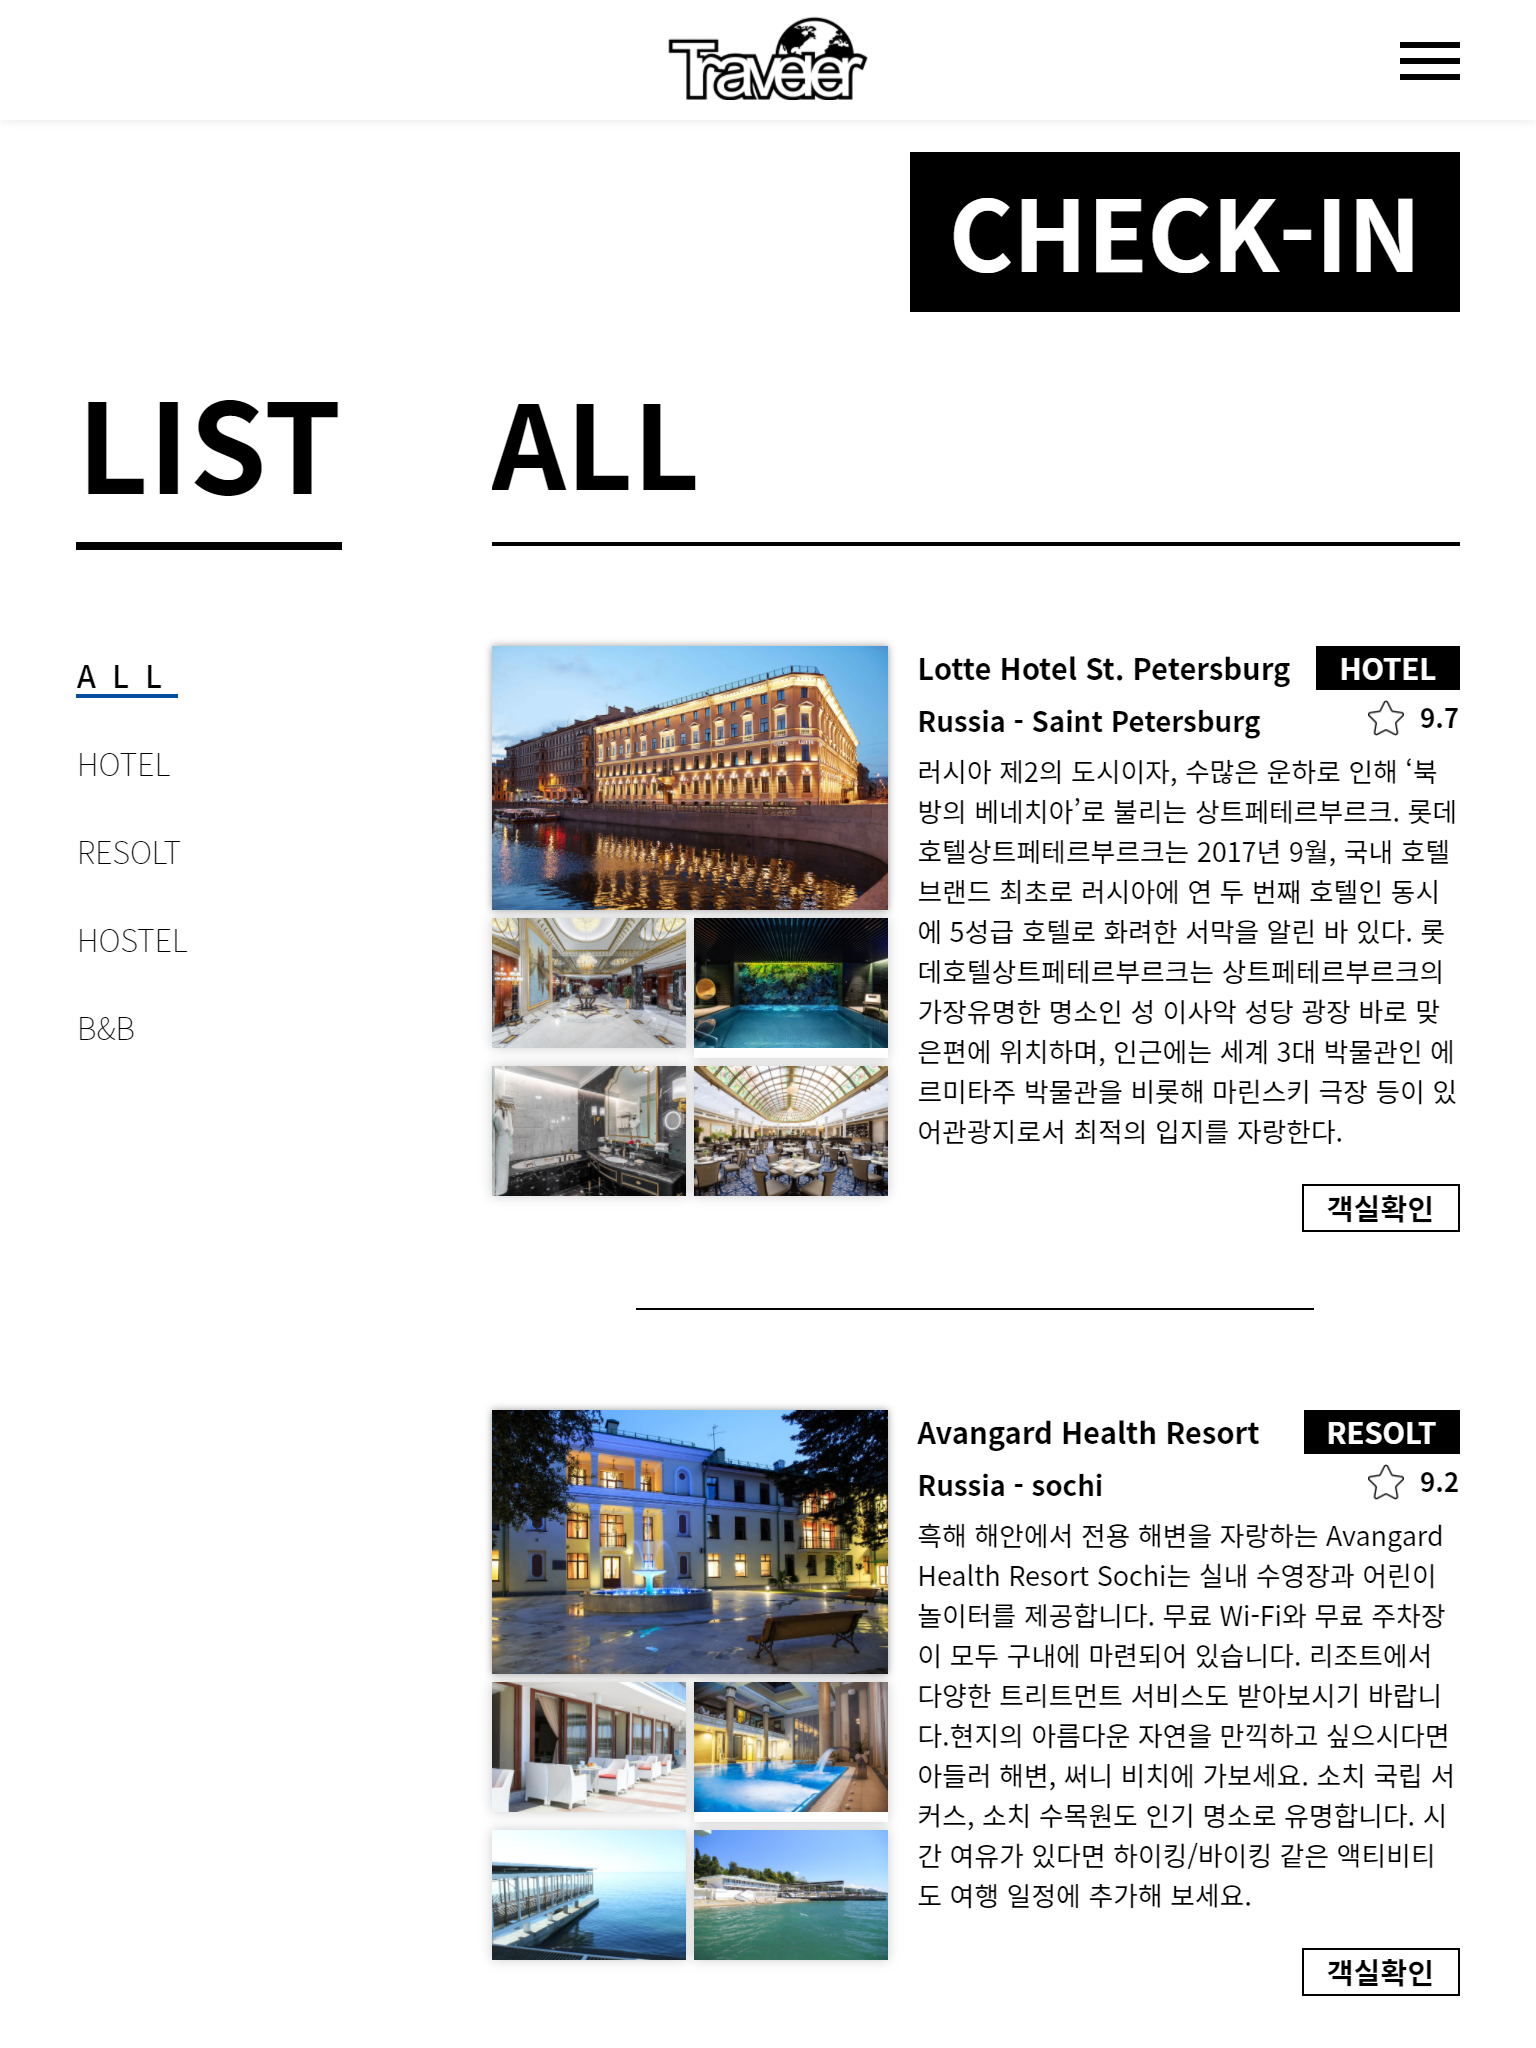 Traveler
CHECK-IN
LIST
ALL
ALL
HOTEL
RESOLT
HOSTEL
B&B
Lotte Hotel St. Petersburg
HOTEL
Russia - Saint Petersburg
9.7
러시아 제2의 도시이자, 수많은 운하로 인해 ‘북
방의 베네치아’로 불리는 상트페테르부르크. 롯데
호텔상트페테르부르크는 2017년 9월, 국내 호텔
브랜드 최초로 러시아에 연 두 번째 호텔인 동시
에 5성급 호텔로 화려한 서막을 알린 바 있다. 롯
데호텔상트페테르부르크는 상트페테르부르크의
가장유명한 명소인 성 이사악 성당 광장 바로 맞
은편에 위치하며, 인근에는 세계 3대 박물관인 에
르미타주 박물관을 비롯해 마린스키 극장 등이 있
어관광지로서 최적의 입지를 자랑한다.
객실확인
Avangard Health Resort
RESOLT
Russia - sochi
9.2
흑해 해안에서 전용 해변을 자랑하는 Avangard
Health Resort Sochi는 실내 수영장과 어린이
놀이터를 제공합니다. 무료 Wi-Fi와 무료 주차장
이 모두 구내에 마련되어 있습니다. 리조트에서
다양한 트리트먼트 서비스도 받아보시기 바랍니
다.현지의 아름다운 자연을 만끽하고 싶으시다면
아들러 해변, 써니 비치에 가보세요. 소치 국립 서
커스, 소치 수목원도 인기 명소로 유명합니다. 시
간 여유가 있다면 하이킹/바이킹 같은 액티비티
도 여행 일정에 추가해 보세요.
객실확인